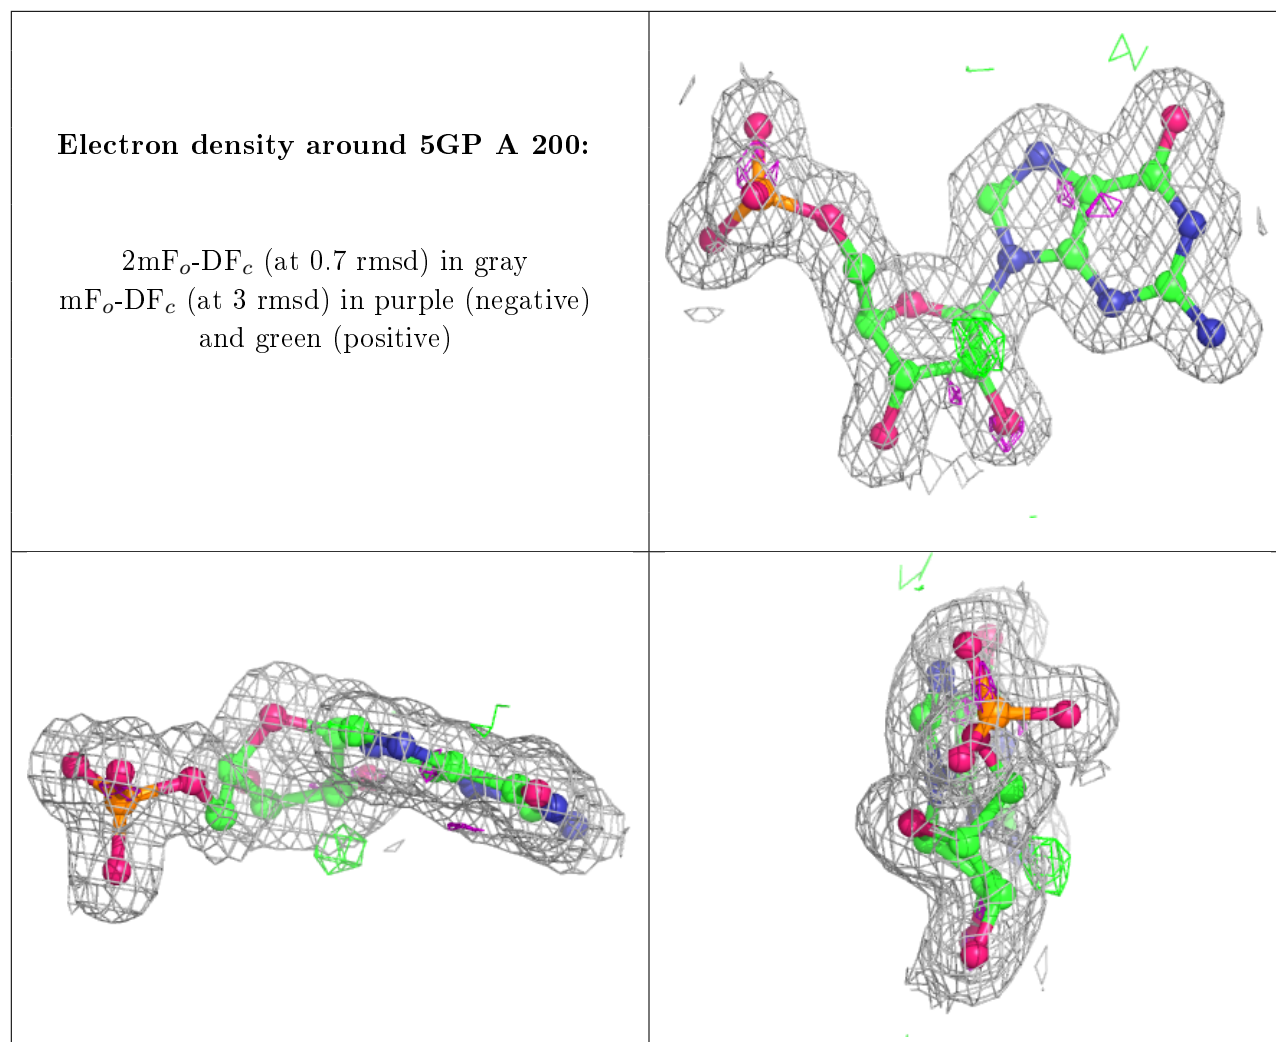 Electron density around 5GP A 200:
2mFo-DFc (at 0.7 rmsd) in gray
mFo-DFc (at 3 rmsd) in purple (negative)
and green (positive)